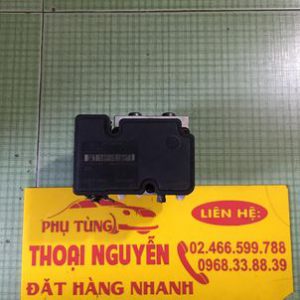 LIÊN HỆ:
PHỤ TÙNG
THOẠI NGUYỄN
02.466.599.788
0968.33.88.39
ĐẶT HÀNG NHANH